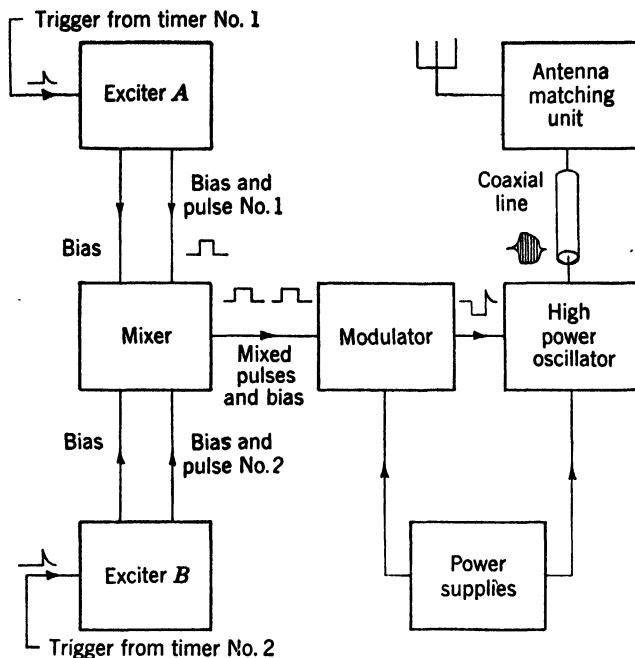 Trigger from timer No. 1
Exciter A
Antenna
matching
unit
Bias and
pulse No. 1
Bias
Coaxial
line
Mixer
Mixed
pulses
and bias
Modulator
High
power
oscillator
Bias
Bias and
pulse No. 2
Exciter B
Power
supplies
Trigger from timer No. 2